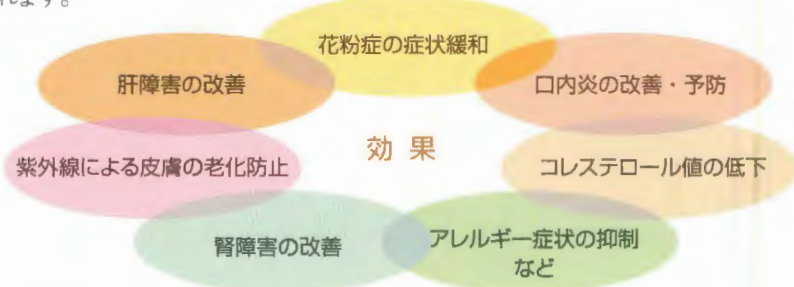 れます。
花粉症の症状緩和
肝障害の改善
口内炎の改善・予防
効果
紫外線による皮膚の老化防止
コレステロール値の低下
腎障害の改善
アレルギー症状の抑制
など